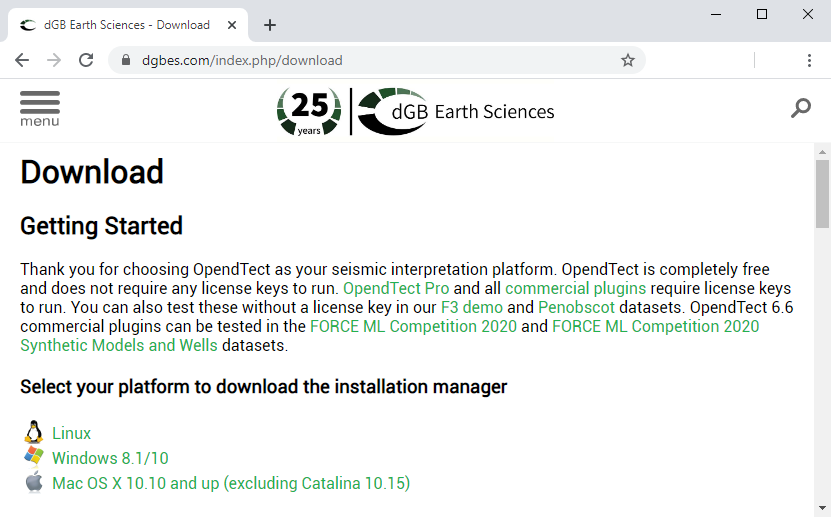 dGB Earth Sciences - Download
dgbes.com/index.php/download
menu
25
years
dGB Earth Sciences
Download
Getting Started
Thank you for choosing OpendTect as your seismic interpretation platform. OpendTect is completely free
and does not require any license keys to run. OpendTect Pro and all commercial plugins require license keys
to run. You can also test these without a license key in our F3 demo and Penobscot datasets. OpendTect 6.6
commercial plugins can be tested in the FORCE ML Competition 2020 and FORCE ML Competition 2020
Synthetic Models and Wells datasets.
Select your platform to download the installation manager
Linux
Windows 8.1/10
Mac OS X 10.10 and up (excluding Catalina 10.15)